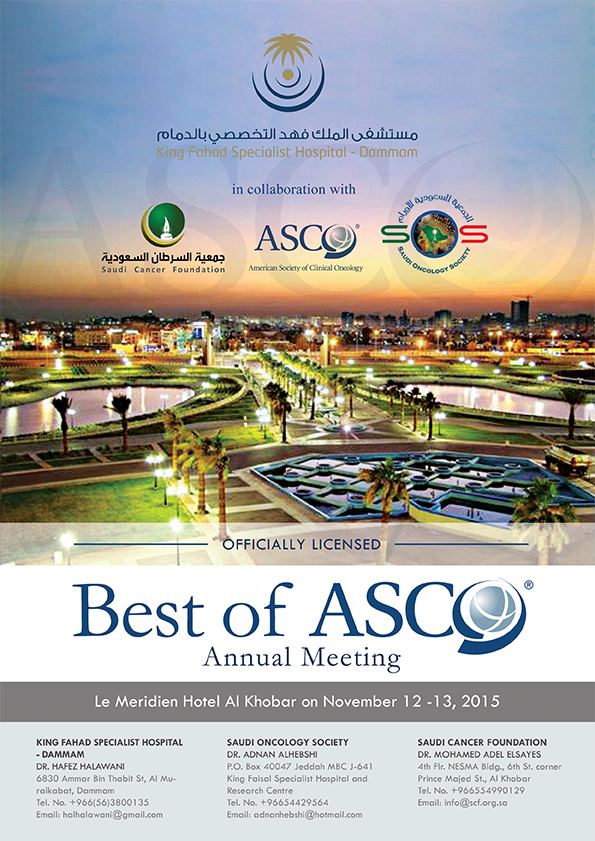 مستشفى الملك فهد التخصصي بالدمام
King Fahad Specialist Hospital - Dammam
in collaboration with
جمعية السرطان السعودية
Saudi Cancer Foundation
ASCO®
American Society of Clinical Oncology
الجمعية السعودية للأورام
SOS
SAUDI ONCOLOGY SOCIETY
ASCO
OFFICIALLY LICENSED
Best of ASCO®
Annual Meeting
Le Meridien Hotel Al Khobar on November 12 -13, 2015
KING FAHAD SPECIALIST HOSPITAL
- DAMMAM
DR. HAFEZ HALAWANI
6830 Ammar Bin Thabit St, Al Mu-
raikabat, Dammam
Tel. No. +966(56)3800135
Email: halhalawani@gmail.com
SAUDI ONCOLOGY SOCIETY
DR. ADNAN ALHEBSHI
P.O. Box 40047 Jeddah MBC J-641
King Faisal Specialist Hospital and
Research Centre
Tel. No. +96654429564
Email: adnanhebshi@hotmail.com
SAUDI CANCER FOUNDATION
DR. MOHAMED ADEL ELSAYES
4th Flr. NESMA Bldg., 6th St. corner
Prince Majed St., Al Khobar
Tel. No. +966554990129
Email: info@scf.org.sa